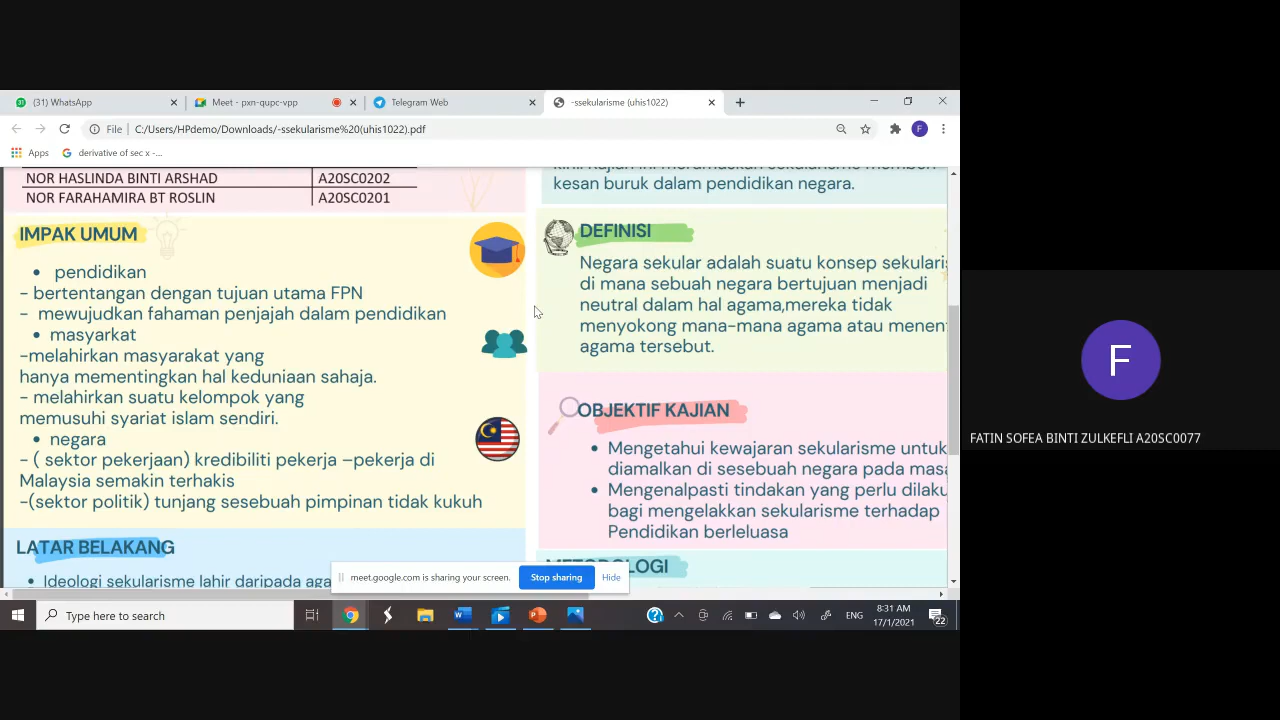 (31) WhatsApp
Meet - pxn-qupc-vpp
Telegram Web
-ssekularisme (uhis1022)
File
C:/Users/HPdemo/Downloads/-ssekularisme%20(uhis1022).pdf
F
Apps
derivative of sec x -...
NOR HASLINDA BINTI ARSHAD A20SC0202
NOR FARAHAMIRA BT ROSLIN A20SC0201
IMPAK UMUM
• pendidikan
- bertentangan dengan tujuan utama FPN
- mewujudkan fahaman penjajah dalam pendidikan
• masyarkat
-melahirkan masyarakat yang
hanya mementingkan hal keduniaan sahaja.
- melahirkan suatu kelompok yang
memusuhi syariat islam sendiri.
• negara
- ( sektor pekerjaan) kredibiliti pekerja –pekerja di
Malaysia semakin terhakis
-(sektor politik) tunjang sesebuah pimpinan tidak kukuh
LATAR BELAKANG
• Ideologi sekularisme lahir daripada
kesan buruk dalam pendidikan negara.
DEFINISI
Negara sekular adalah suatu konsep sekularis
di mana sebuah negara bertujuan menjadi
neutral dalam hal agama,mereka tidak
menyokong mana-mana agama atau menen
agama tersebut.
OBJEKTIF KAJIAN
• Mengetahui kewajaran sekularisme untuk
diamalkan di sesebuah negara pada masa
• Mengenalpasti tindakan yang perlu dilaku
bagi mengelakkan sekularisme terhadap
Pendidikan berleluasa
METODOLOGI
meet.google.com is sharing your screen.
Stop sharing
Hide
Type here to search
ENG
8:31 AM
17/1/2021
22
F
FATIN SOFEA BINTI ZULKEFLI A20SC0077